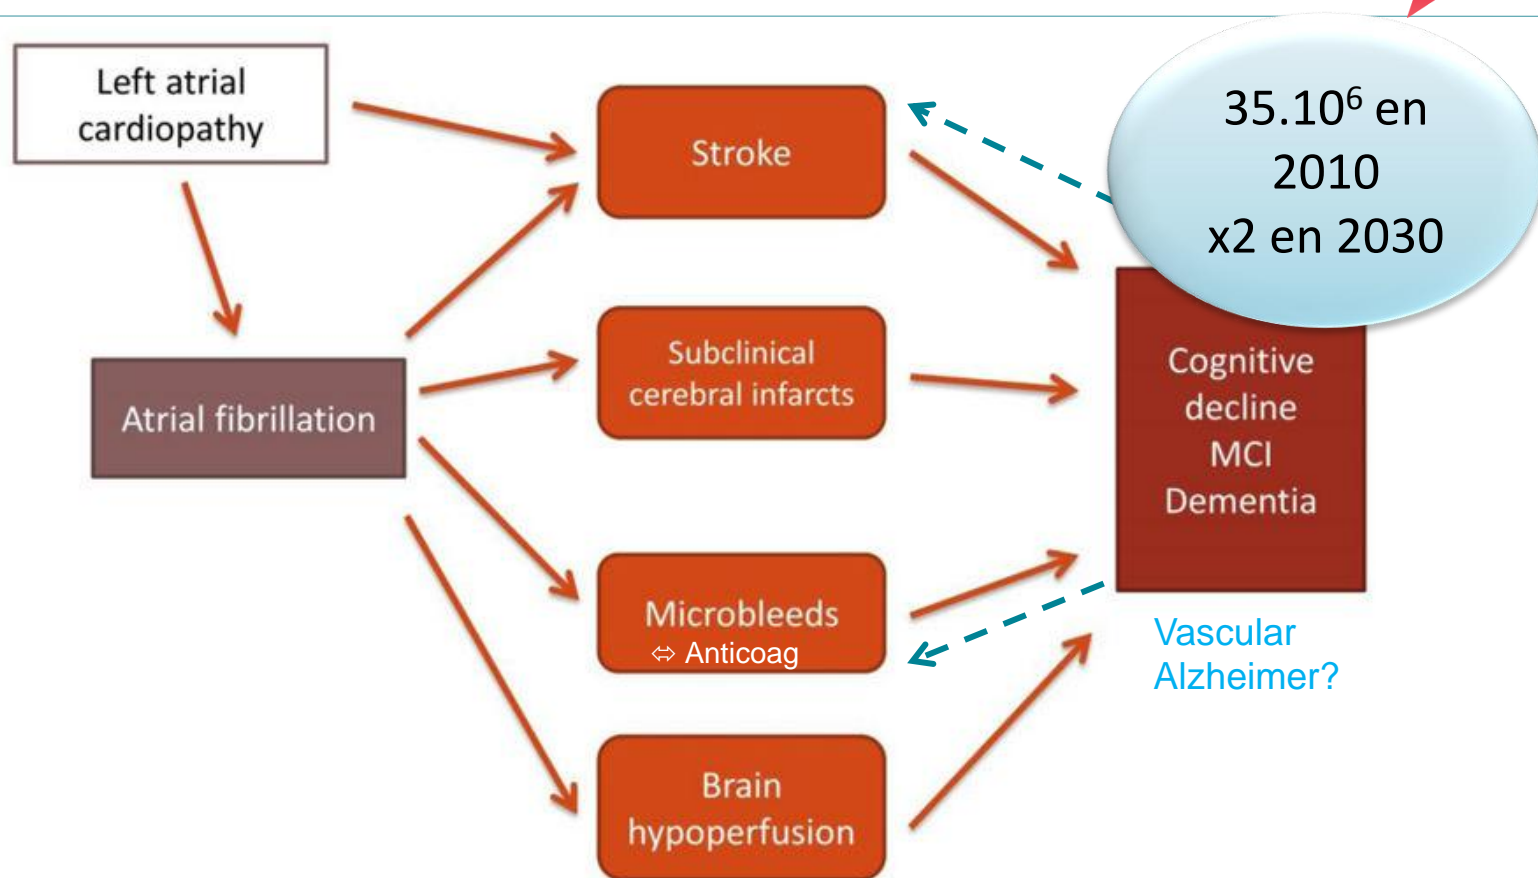 Left atrial
cardiopathy
Stroke
35.10⁶ en
2010
x2 en 2030
Atrial fibrillation
Subclinical
cerebral infarcts
Cognitive
decline
MCI
Dementia
Microbleeds
⇔ Anticoag
Vascular
Alzheimer?
Brain
hypoperfusion